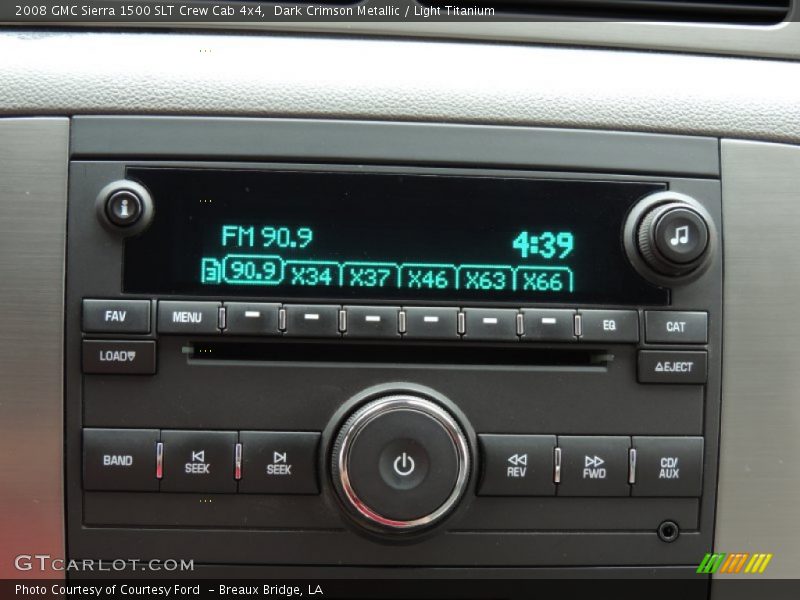 2008 GMC Sierra 1500 SLT Crew Cab 4x4,  Dark Crimson Metallic / Light Titanium
i
FM 90.9 4:39
90.9 X34 X37 X46 X63 X66
FAV MENU EQ CAT
LOAD EJECT
BAND SEEK SEEK REV FWD CD/
AUX
GTCARLOT.COM
Photo Courtesy of Courtesy Ford  - Breaux Bridge, LA